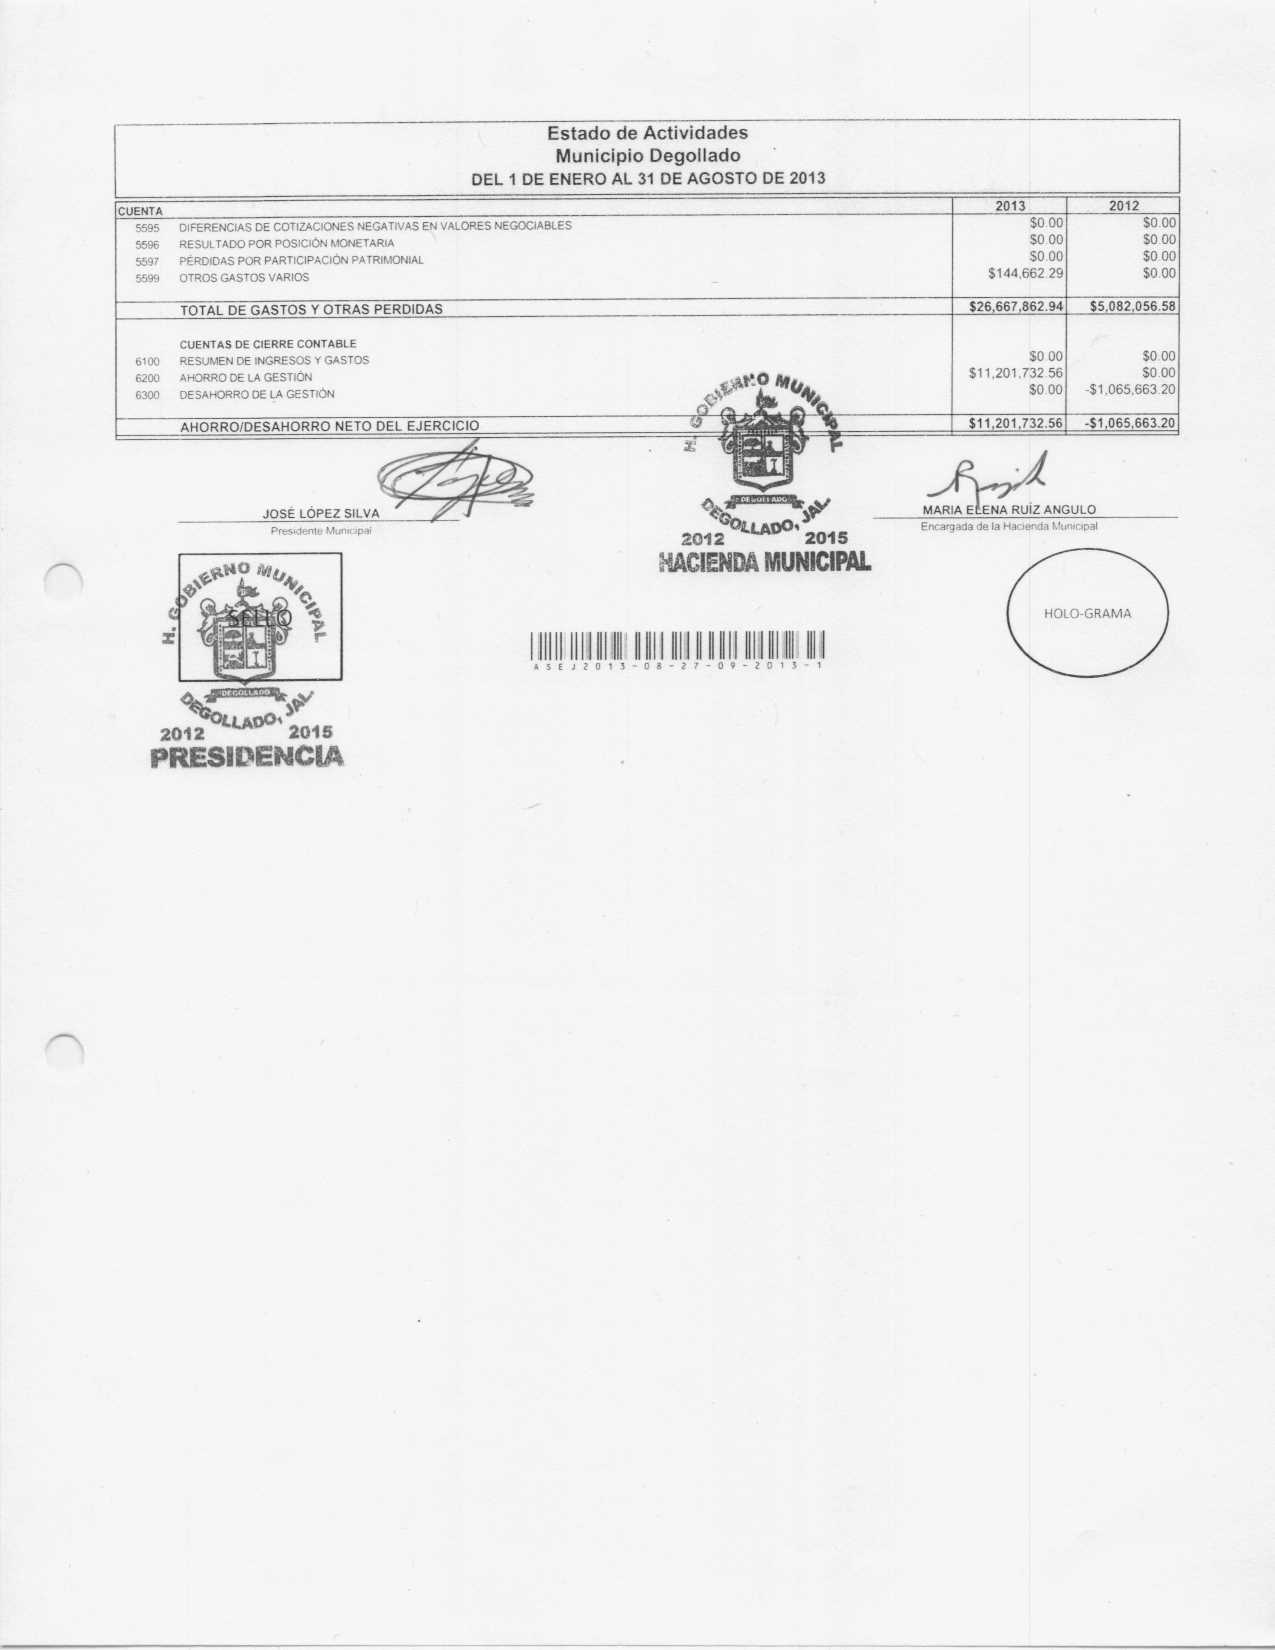 Estado de Actividades
Municipio Degollado
DEL 1 DE ENERO AL 31 DE AGOSTO DE 2013
CUENTA 2013 2012
5595 DIFERENCIAS DE COTIZACIONES NEGATIVAS EN VALORES NEGOCIABLES $0.00 $0.00
5596 RESULTADO POR POSICIÓN MONETARIA $0.00 $0.00
5597 PÉRDIDAS POR PARTICIPACIÓN PATRIMONIAL $0.00 $0.00
5599 OTROS GASTOS VARIOS $144,662.29 $0.00
TOTAL DE GASTOS Y OTRAS PERDIDAS $26,667,862.94 $5,082,056.58
CUENTAS DE CIERRE CONTABLE
6100 RESUMEN DE INGRESOS Y GASTOS $0.00 $0.00
6200 AHORRO DE LA GESTIÓN $11,201,732.56 $0.00
6300 DESAHORRO DE LA GESTIÓN $0.00 -$1,065,663.20
AHORRO/DESAHORRO NETO DEL EJERCICIO $11,201,732.56 -$1,065,663.20
H. GOBIERNO MUNICIPAL
DEGOLLADO
DEGOLLADO, JAL.
2012 2015
HACIENDA MUNICIPAL
JOSÉ LÓPEZ SILVA
Presidente Municipal
MARIA ELENA RUÍZ ANGULO
Encargada de la Hacienda Municipal
H. GOBIERNO MUNICIPAL
SELLO
DEGOLLADO
DEGOLLADO, JAL.
2012 2015
PRESIDENCIA
ASEJ2013-08-27-09-2013-1
HOLO-GRAMA